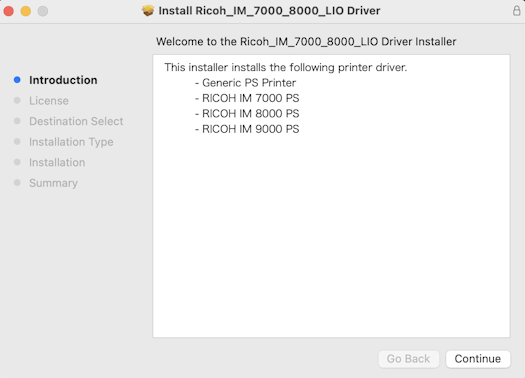 Install Ricoh_IM_7000_8000_LIO Driver
Welcome to the Ricoh_IM_7000_8000_LIO Driver Installer
Introduction
License
Destination Select
Installation Type
Installation
Summary
This installer installs the following printer driver.
- Generic PS Printer
- RICOH IM 7000 PS
- RICOH IM 8000 PS
- RICOH IM 9000 PS
Go Back
Continue